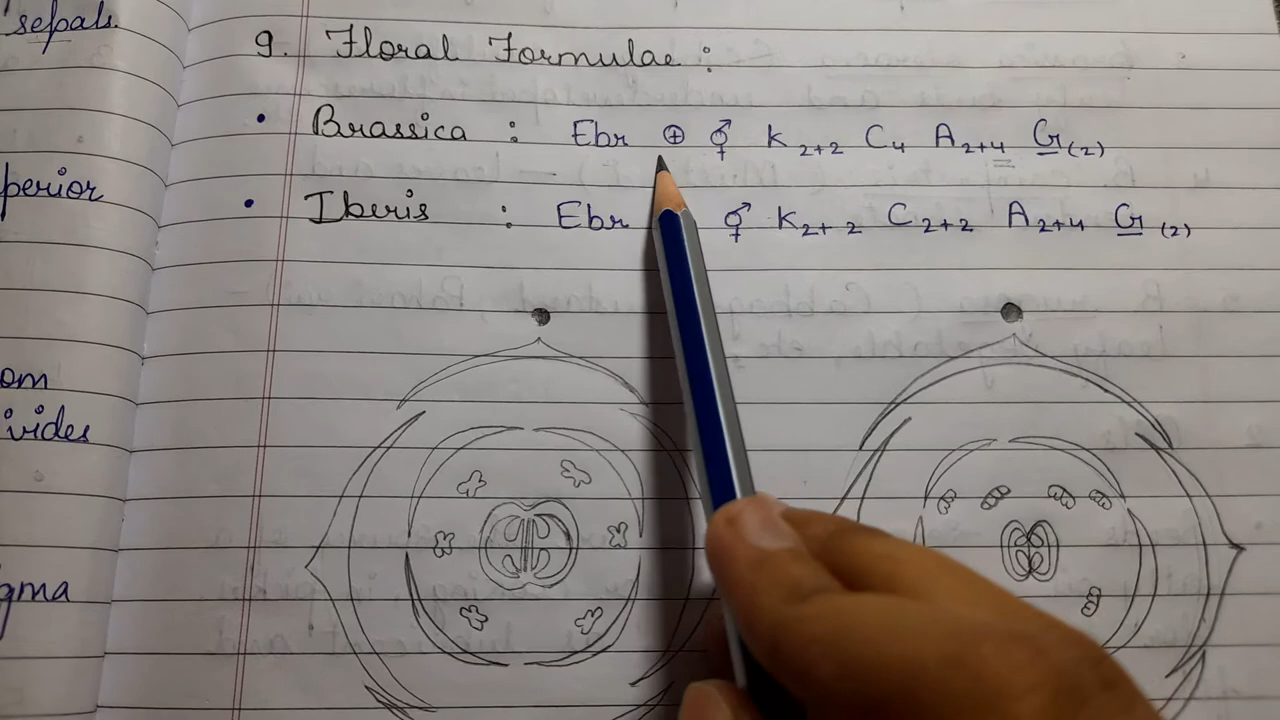 sepals.
9. Floral Formulae :
• Brassica : Ebr ⊕ ⚥ K 2+2 C4 A2+4 G(2)
perior
• Iberis : Ebr ⚥ K2+2 C2+2 A2+4 G(2)
om
vides
gma